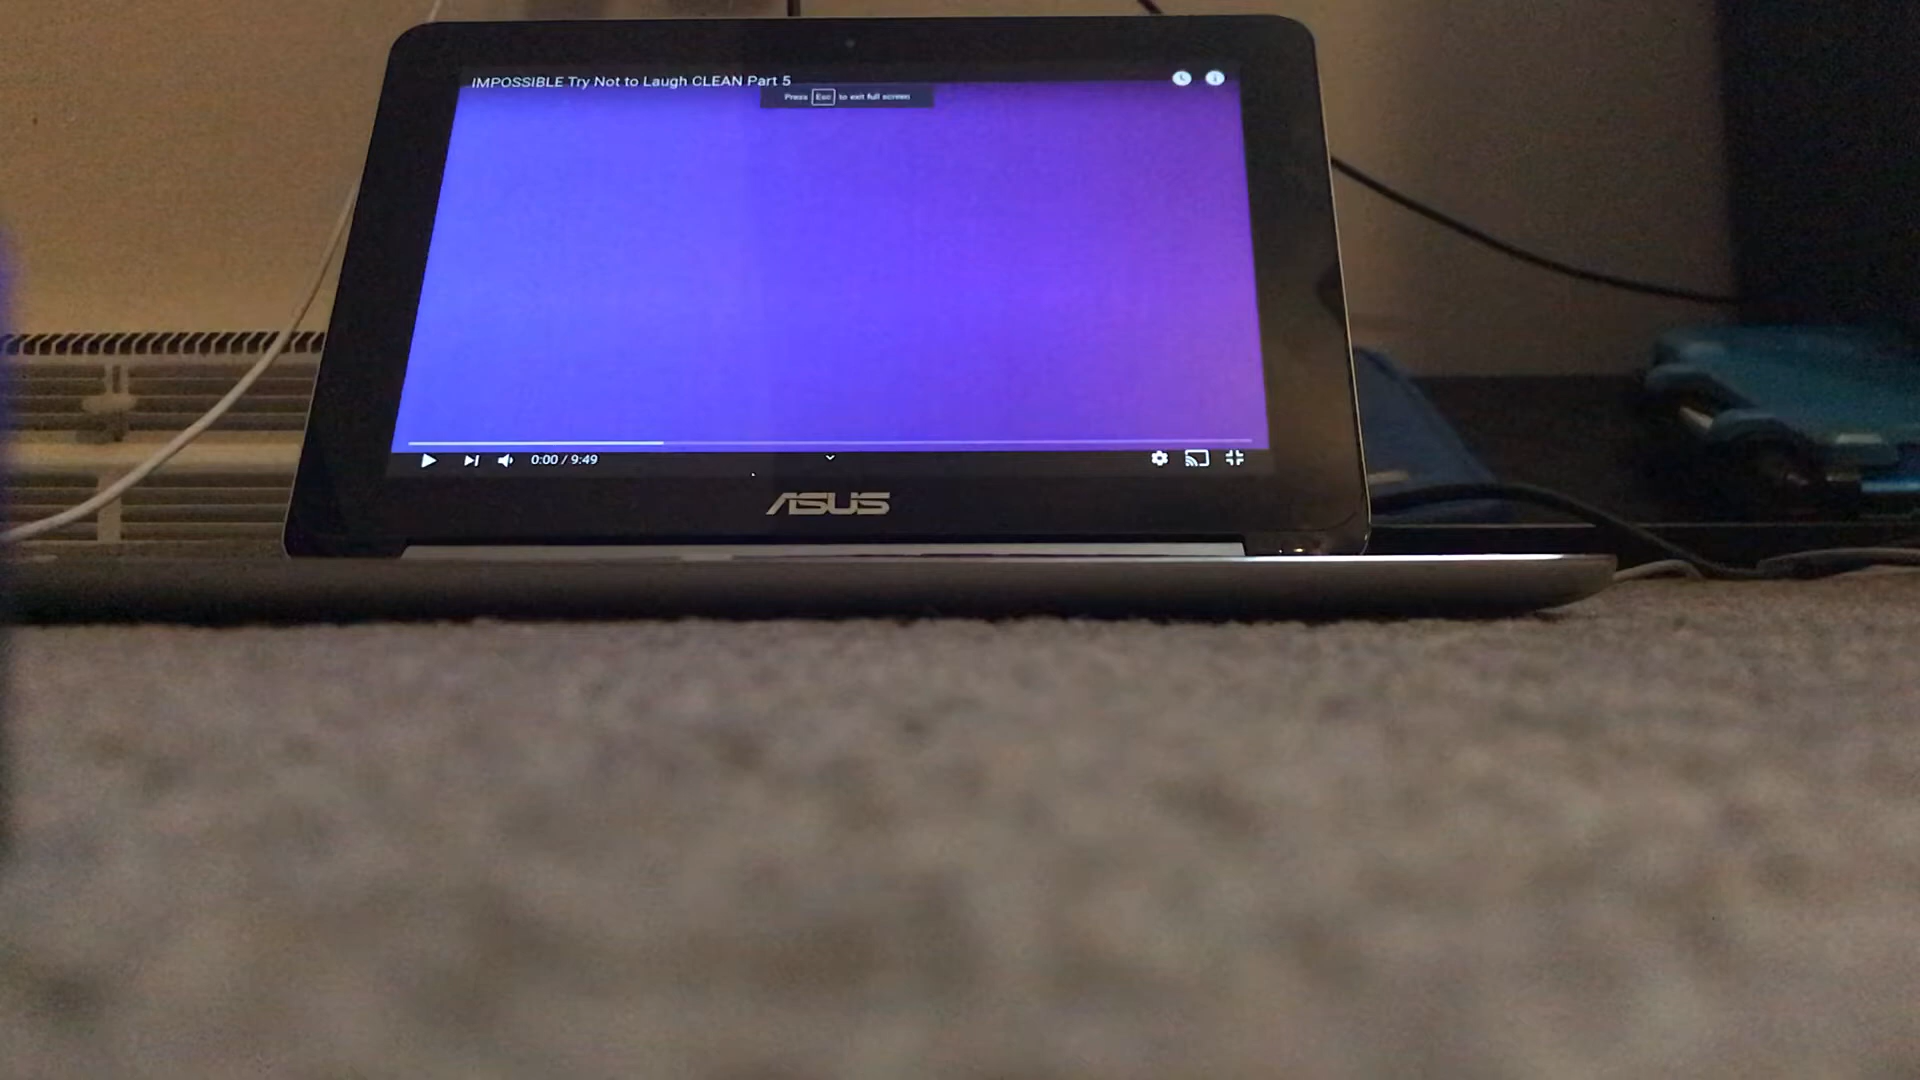 IMPOSSIBLE Try Not to Laugh CLEAN Part 5
Press Esc to exit full screen
0:00 / 9:49
ASUS